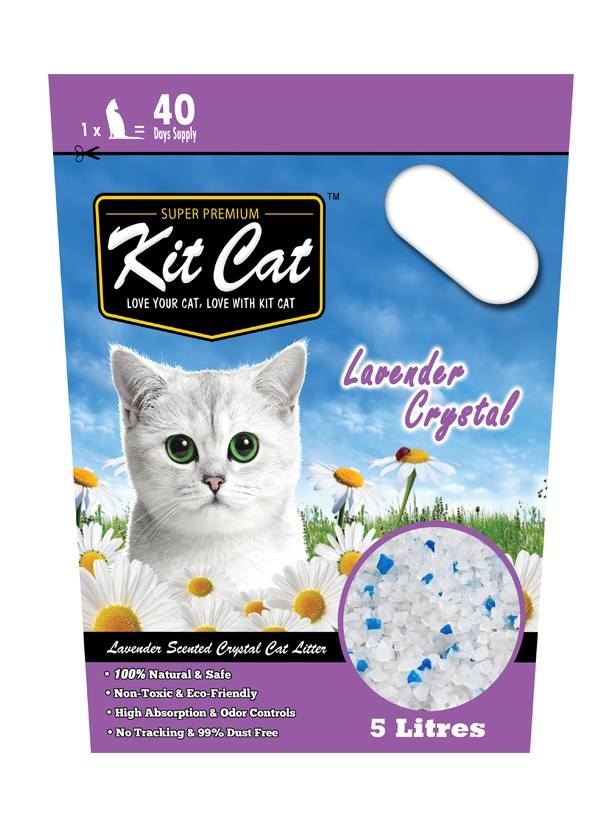 1 x = 40
Days Supply
SUPER PREMIUM
Kit Cat ™
LOVE YOUR CAT, LOVE WITH KIT CAT
Lavender
Crystal
Lavender Scented Crystal Cat Litter
• 100% Natural & Safe
• Non-Toxic & Eco-Friendly
• High Absorption & Odor Controls
• No Tracking & 99% Dust Free
5 Litres